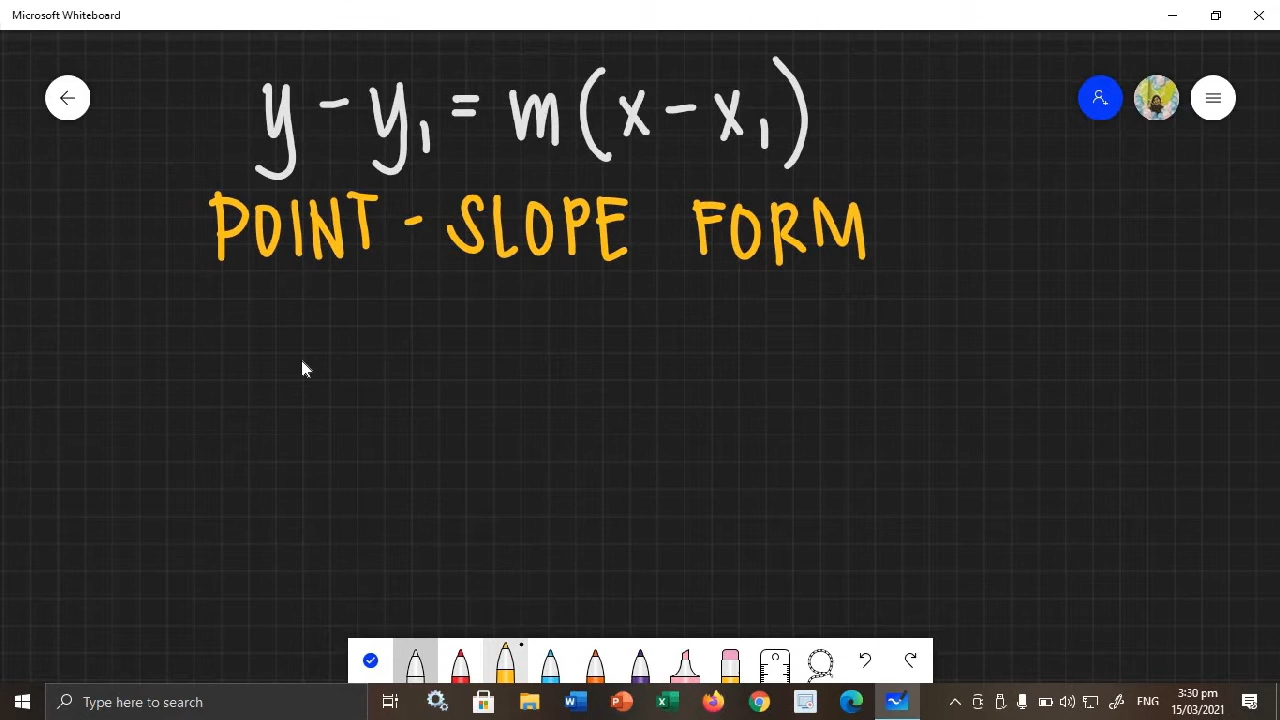 Microsoft Whiteboard
y - y₁ = m(x - x₁)
POINT - SLOPE FORM
Type here to search
ENG
3:30 pm
15/03/2021